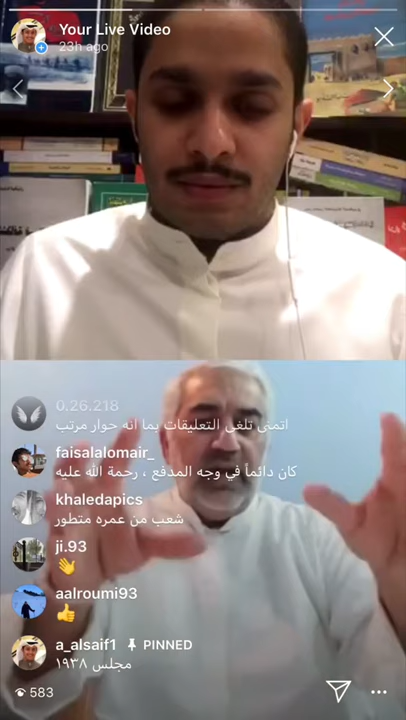 Your Live Video
23h ago
0.26.218
اتمنى تلغى التعليقات بما انه حوار مرتب
faisalalomair_
كان دائماً في وجه المدفع ، رحمة الله عليه
khaledapics
شعب من عمره متطور
ji.93
👋
aalroumi93
👍
a_alsaif1 📌 PINNED
مجلس ١٩٣٨
583